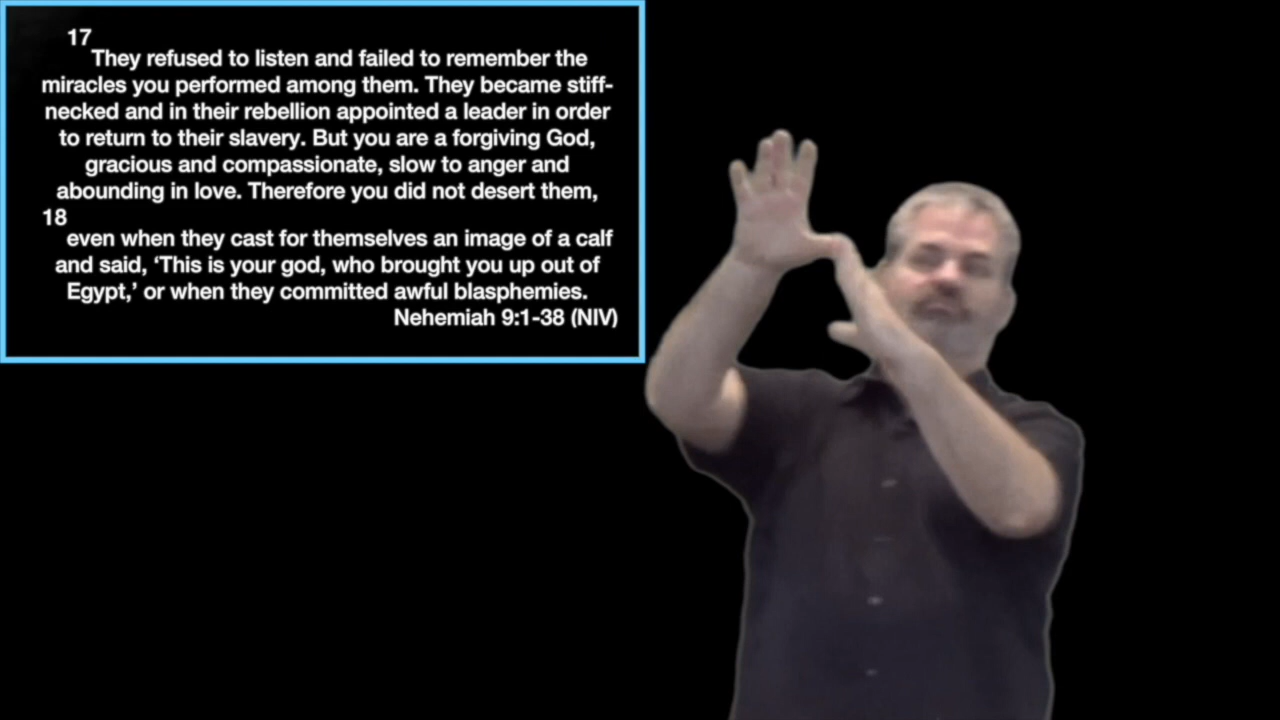 17
They refused to listen and failed to remember the
miracles you performed among them. They became stiff-
necked and in their rebellion appointed a leader in order
to return to their slavery. But you are a forgiving God,
gracious and compassionate, slow to anger and
abounding in love. Therefore you did not desert them,
18
even when they cast for themselves an image of a calf
and said, ‘This is your god, who brought you up out of
Egypt,’ or when they committed awful blasphemies.
Nehemiah 9:1-38 (NIV)